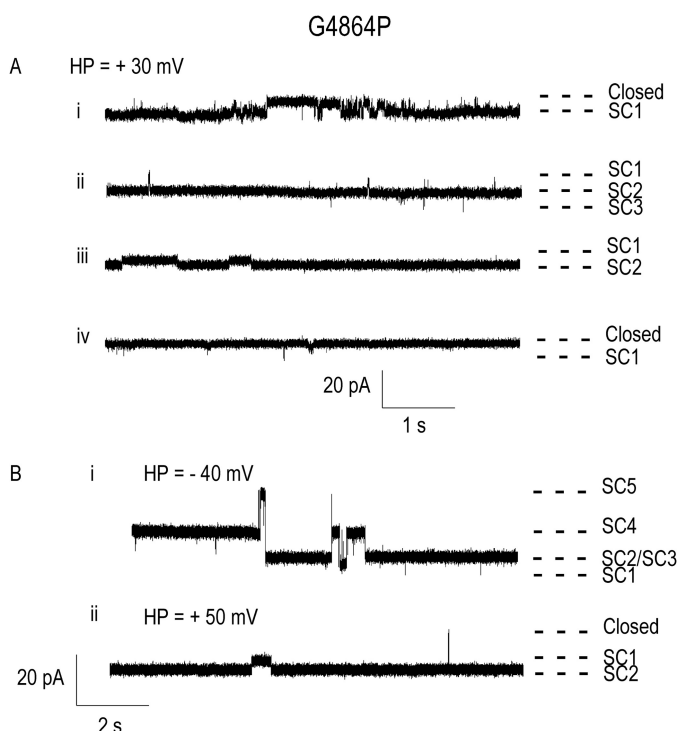 G4864P
A HP = + 30 mV
i
Closed
SC1
ii
SC1
SC2
SC3
iii
SC1
SC2
iv
Closed
SC1
20 pA
1 s
B i HP = - 40 mV
SC5
SC4
SC2/SC3
SC1
ii HP = + 50 mV
Closed
SC1
SC2
20 pA
2 s